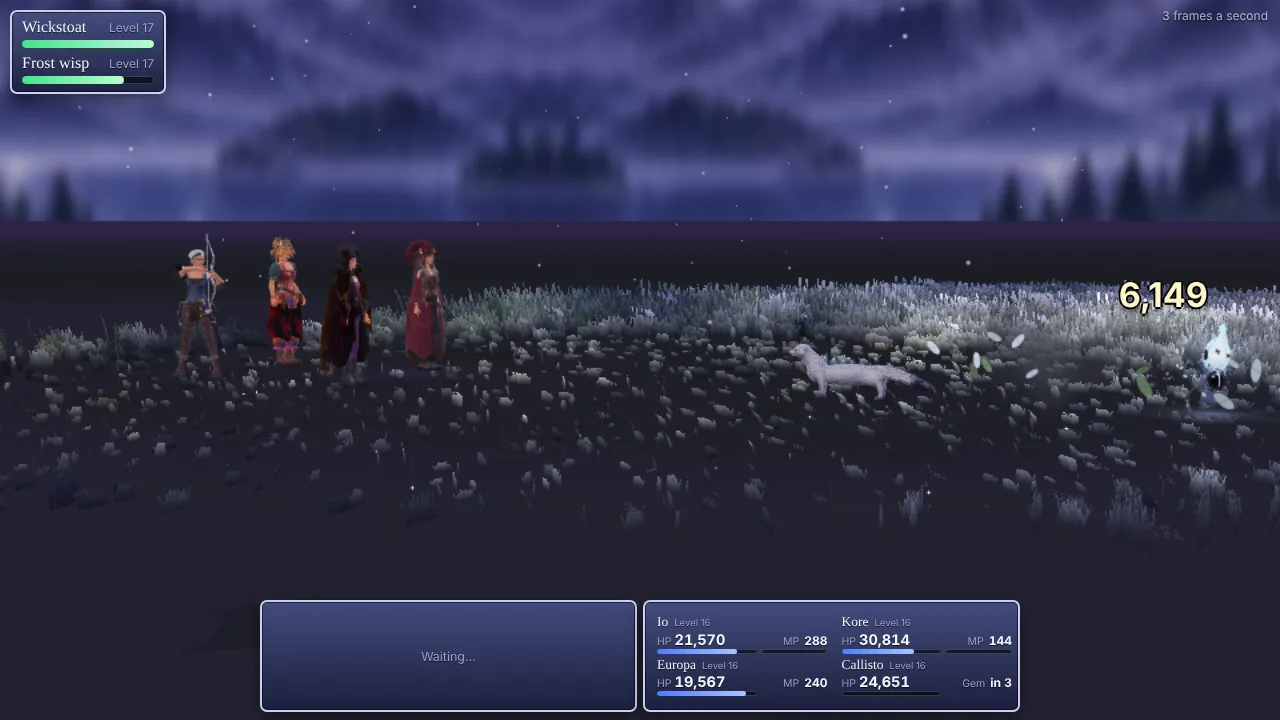 Wickstoat Level 17
Frost wisp Level 17
3 frames a second
6,149
Waiting...
Io Level 16
HP 21,570 MP 288
Europa Level 16
HP 19,567 MP 240
Kore Level 16
HP 30,814 MP 144
Callisto Level 16
HP 24,651 Gem in 3